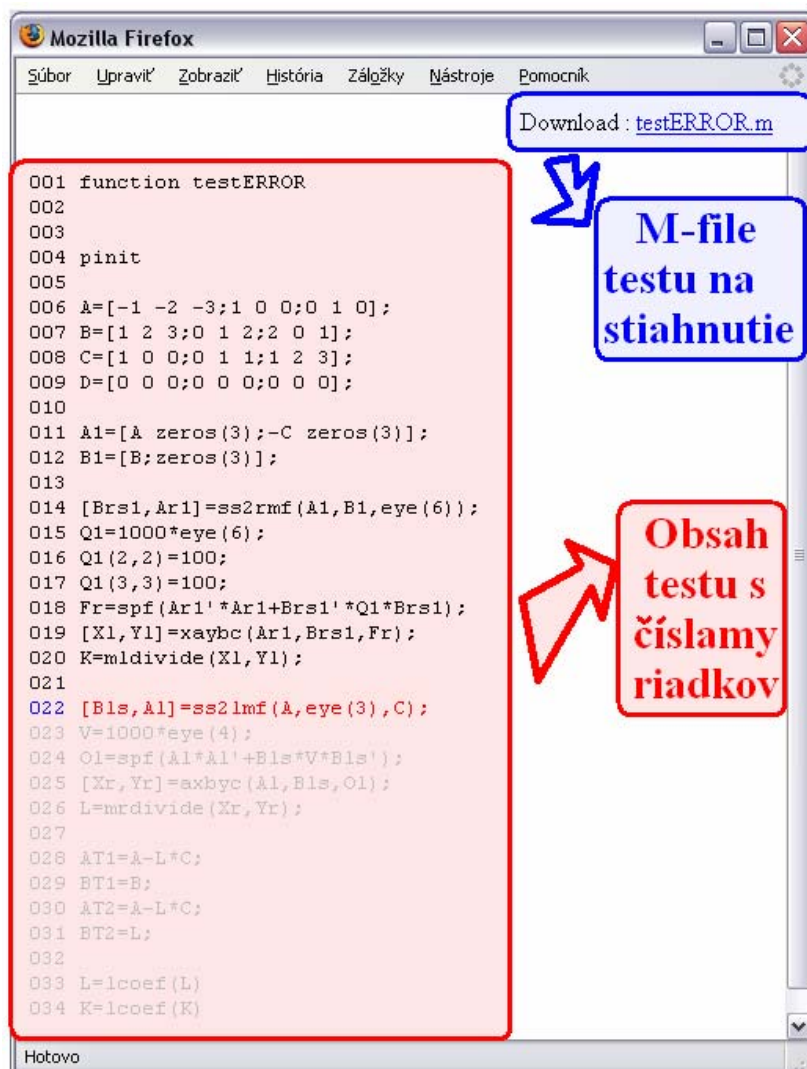 Mozilla Firefox
Súbor Upraviť Zobraziť História Záložky Nástroje Pomocník
Download : testERROR.m
M-file
testu na
stiahnutie
001 function testERROR
002
003
004 pinit
005
006 A=[-1 -2 -3;1 0 0;0 1 0];
007 B=[1 2 3;0 1 2;2 0 1];
008 C=[1 0 0;0 1 1;1 2 3];
009 D=[0 0 0;0 0 0;0 0 0];
010
011 A1=[A zeros(3);-C zeros(3)];
012 B1=[B;zeros(3)];
013
014 [Brs1,Ar1]=ss2rmf(A1,B1,eye(6));
015 Q1=1000*eye(6);
016 Q1(2,2)=100;
017 Q1(3,3)=100;
018 Fr=spf(Ar1'*Ar1+Brs1'*Q1*Brs1);
019 [Xl,Yl]=xaybc(Ar1,Brs1,Fr);
020 K=mldivide(Xl,Yl);
021
022 [Bls,Al]=ss2lmf(A,eye(3),C);
023 V=1000*eye(4);
024 Ol=spf(Al*Al'+Bls*V*Bls');
025 [Xr,Yr]=axbyc(Al,Bls,Ol);
026 L=mrdivide(Xr,Yr);
027
028 AT1=A-L*C;
029 BT1=B;
030 AT2=A-L*C;
031 BT2=L;
032
033 L=lcoef(L)
034 K=lcoef(K)
Obsah
testu s
číslamy
riadkov
Hotovo